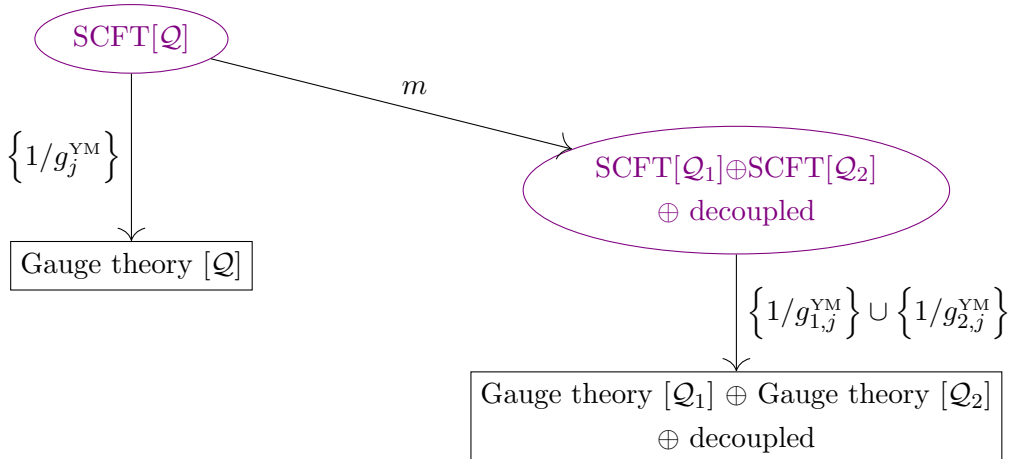 SCFT[𝒬]
m
{1/g_j^YM}
SCFT[𝒬₁]⊕SCFT[𝒬₂]
⊕ decoupled
Gauge theory [𝒬]
{1/g_{1,j}^YM} ∪ {1/g_{2,j}^YM}
Gauge theory [𝒬₁] ⊕ Gauge theory [𝒬₂]
⊕ decoupled